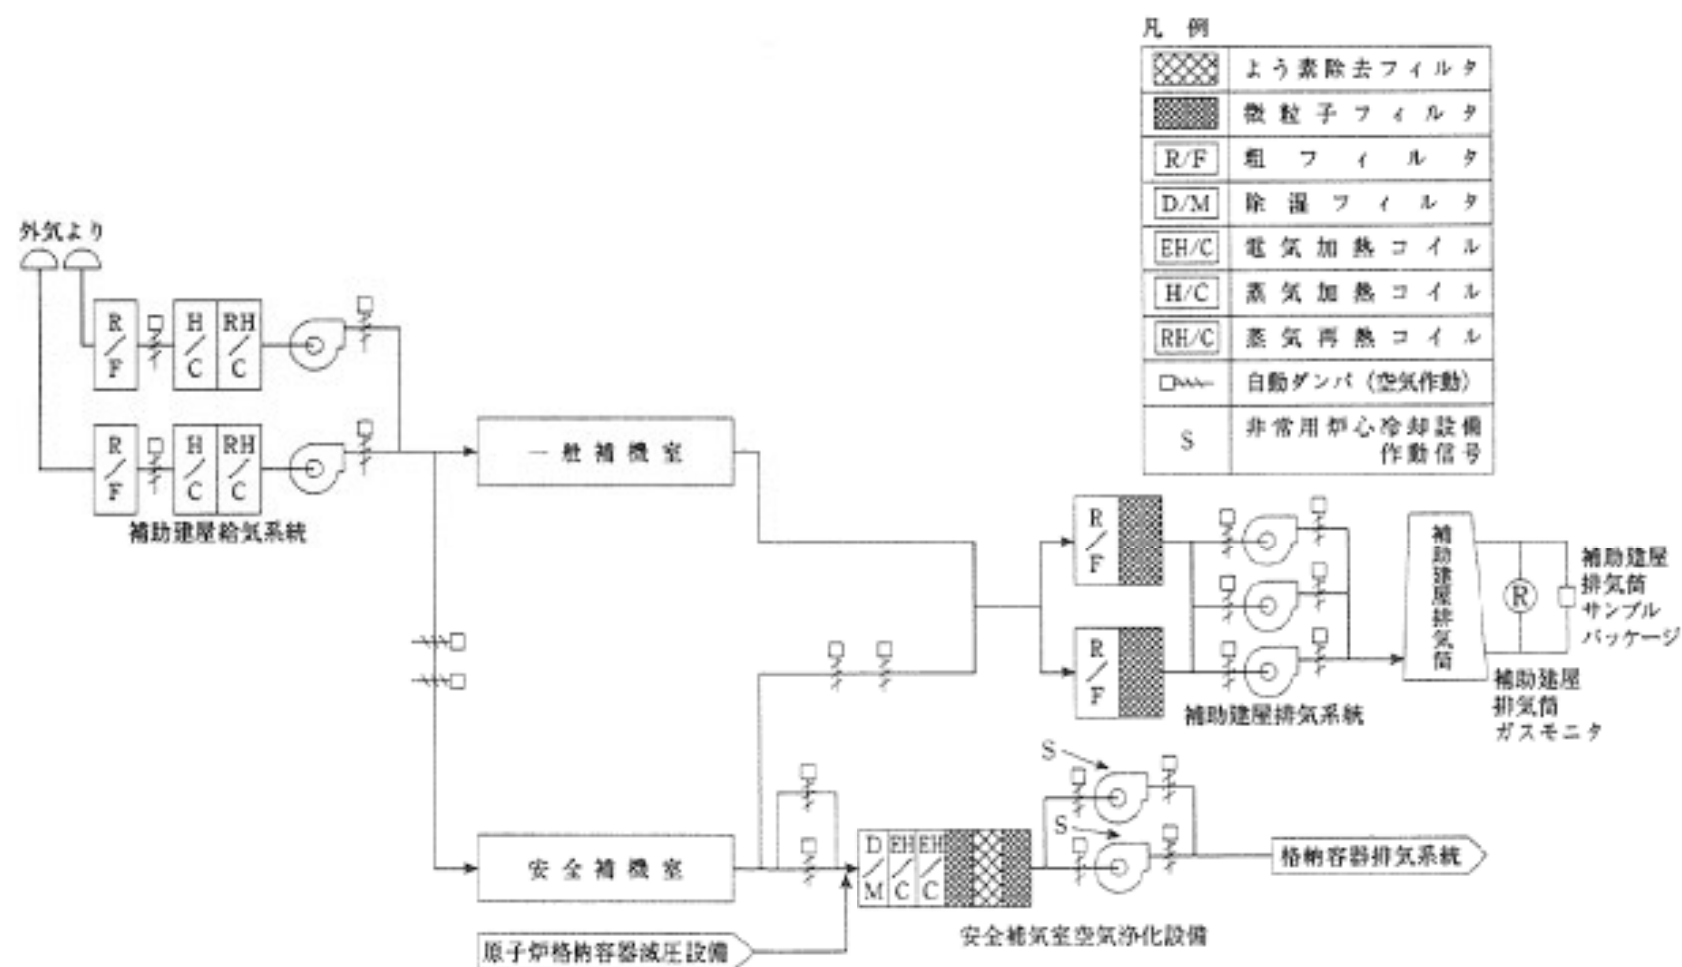 凡例
よう素除去フィルタ
微粒子フィルタ
R/F 粗フィルタ
D/M 除湿フィルタ
EH/C 電気加熱コイル
H/C 蒸気加熱コイル
RH/C 蒸気再熱コイル
自動ダンパ(空気作動)
S 非常用炉心冷却設備
作動信号
外気より
R/F
H/C
RH/C
R/F
H/C
RH/C
補助建屋給気系統
一般補機室
R/F
R/F
補助建屋排気系統
補助建屋排気筒
R
補助建屋
排気筒
サンプル
パッケージ
補助建屋
排気筒
ガスモニタ
S
S
安全補機室
D/M
EH/C
EH/C
格納容器排気系統
安全補気室空気浄化設備
原子炉格納容器減圧設備